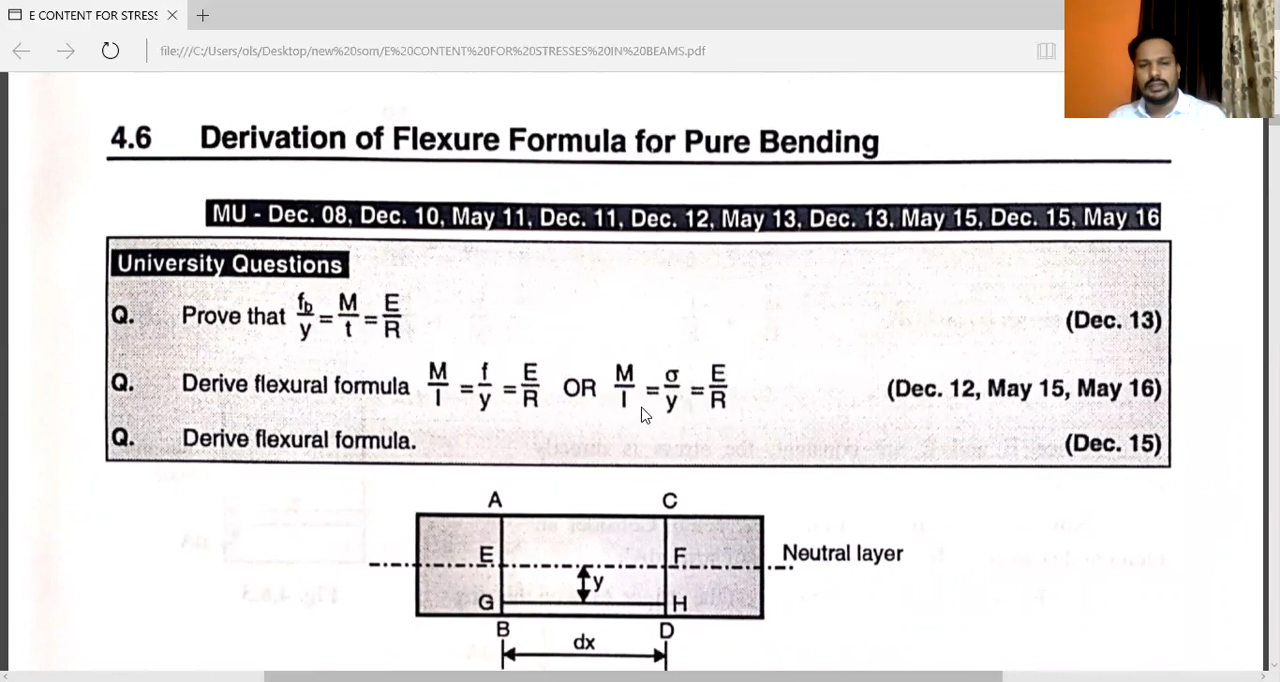 E CONTENT FOR STRESS
file:///C:/Users/ols/Desktop/new%20som/E%20CONTENT%20FOR%20STRESSES%20IN%20BEAMS.pdf
4.6 Derivation of Flexure Formula for Pure Bending
MU - Dec. 08, Dec. 10, May 11, Dec. 11, Dec. 12, May 13, Dec. 13, May 15, Dec. 15, May 16
University Questions
Q. Prove that f_b/y = M/t = E/R (Dec. 13)
Q. Derive flexural formula M/I = f/y = E/R OR M/I = σ/y = E/R (Dec. 12, May 15, May 16)
Q. Derive flexural formula. (Dec. 15)
A C
E F Neutral layer
y
G H
B D
dx